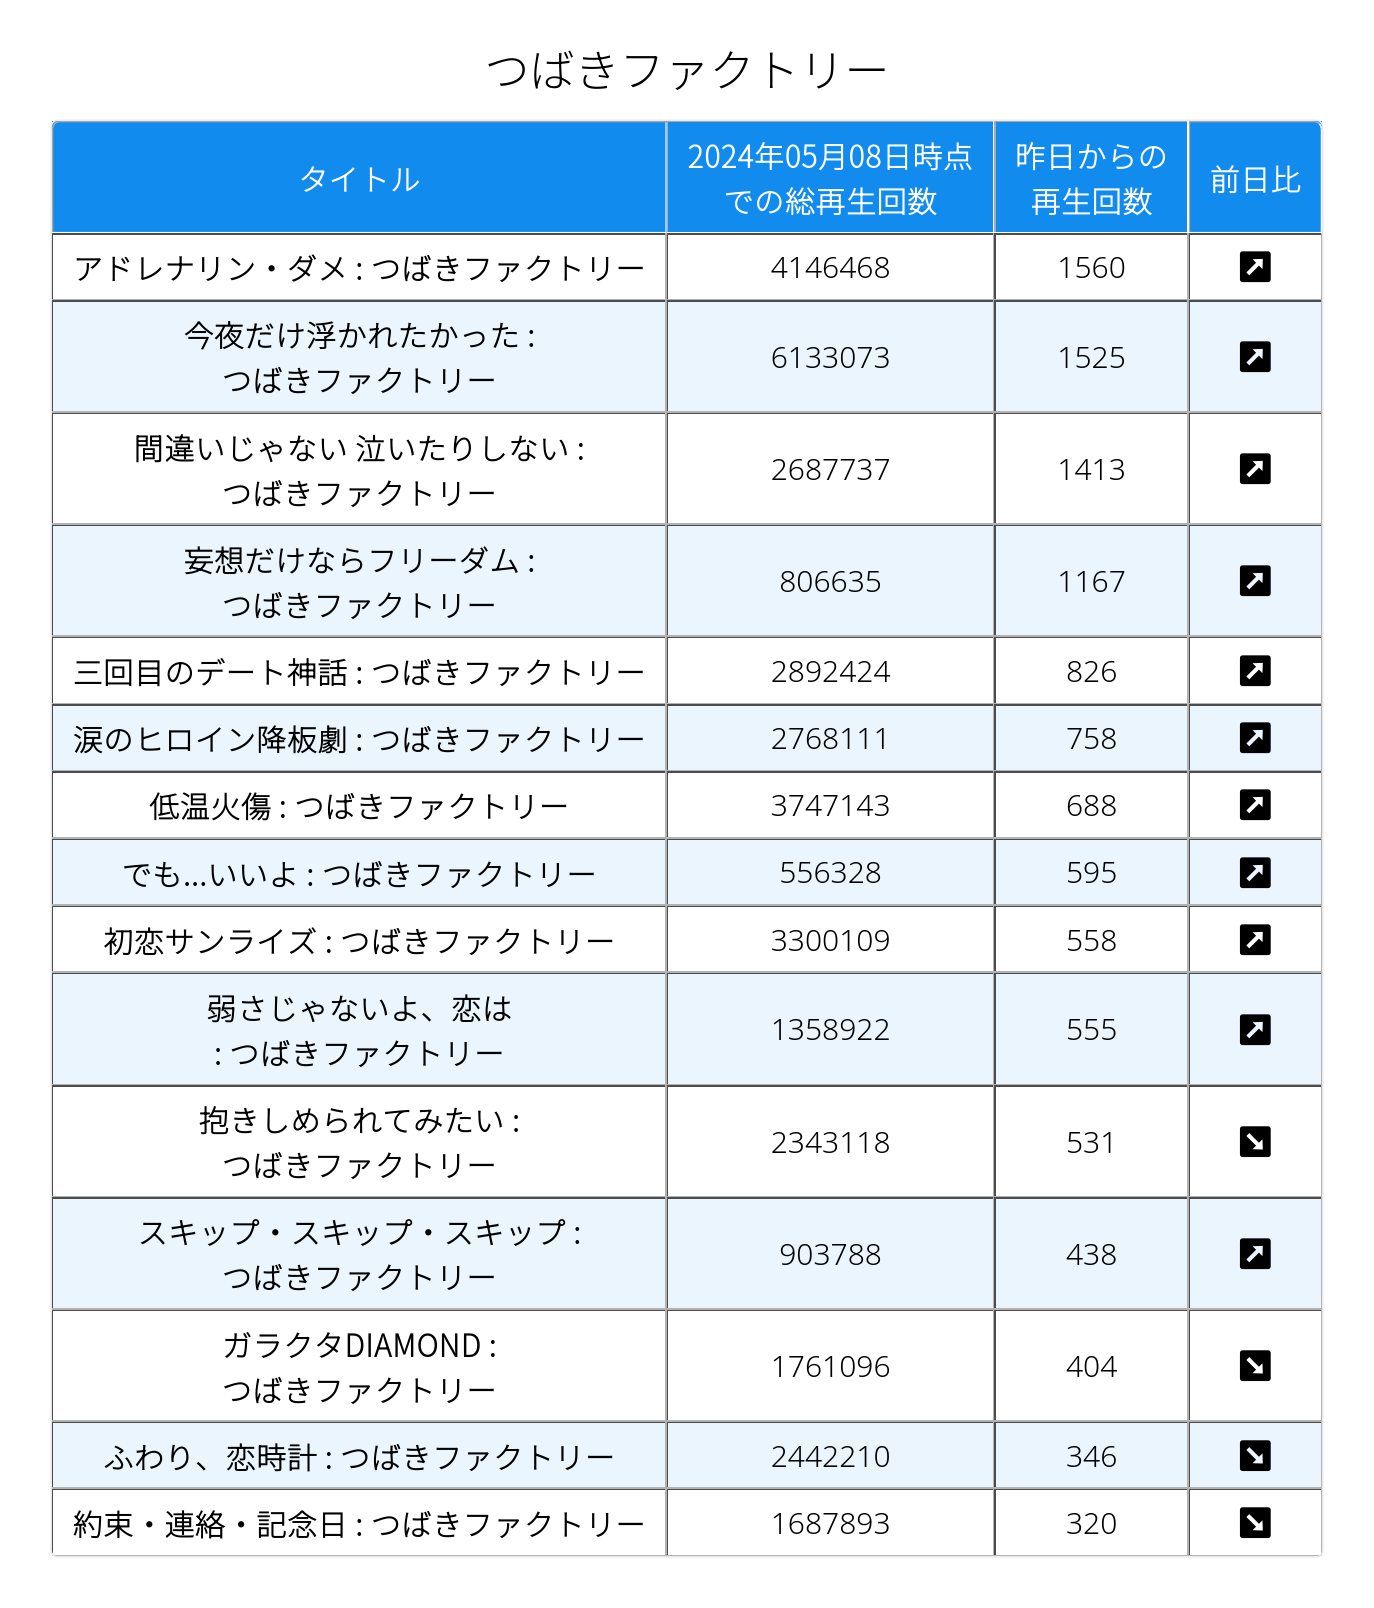 つばきファクトリー
タイトル
2024年05月08日時点
での総再生回数
昨日からの
再生回数
前日比
アドレナリン・ダメ : つばきファクトリー
4146468
1560
今夜だけ浮かれたかった :
つばきファクトリー
6133073
1525
間違いじゃない 泣いたりしない :
つばきファクトリー
2687737
1413
妄想だけならフリーダム :
つばきファクトリー
806635
1167
三回目のデート神話 : つばきファクトリー
2892424
826
涙のヒロイン降板劇 : つばきファクトリー
2768111
758
低温火傷 : つばきファクトリー
3747143
688
でも...いいよ : つばきファクトリー
556328
595
初恋サンライズ : つばきファクトリー
3300109
558
弱さじゃないよ、恋は
: つばきファクトリー
1358922
555
抱きしめられてみたい :
つばきファクトリー
2343118
531
スキップ・スキップ・スキップ :
つばきファクトリー
903788
438
ガラクタDIAMOND :
つばきファクトリー
1761096
404
ふわり、恋時計 : つばきファクトリー
2442210
346
約束・連絡・記念日 : つばきファクトリー
1687893
320